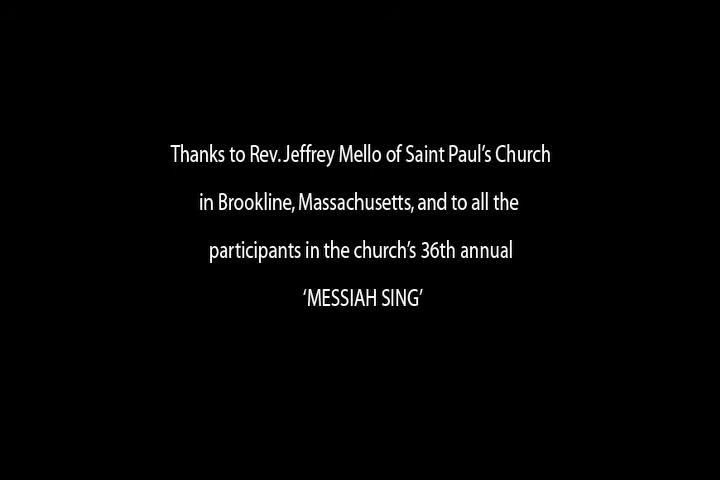 Thanks to Rev. Jeffrey Mello of Saint Paul’s Church
in Brookline, Massachusetts, and to all the
participants in the church’s 36th annual
‘MESSIAH SING’